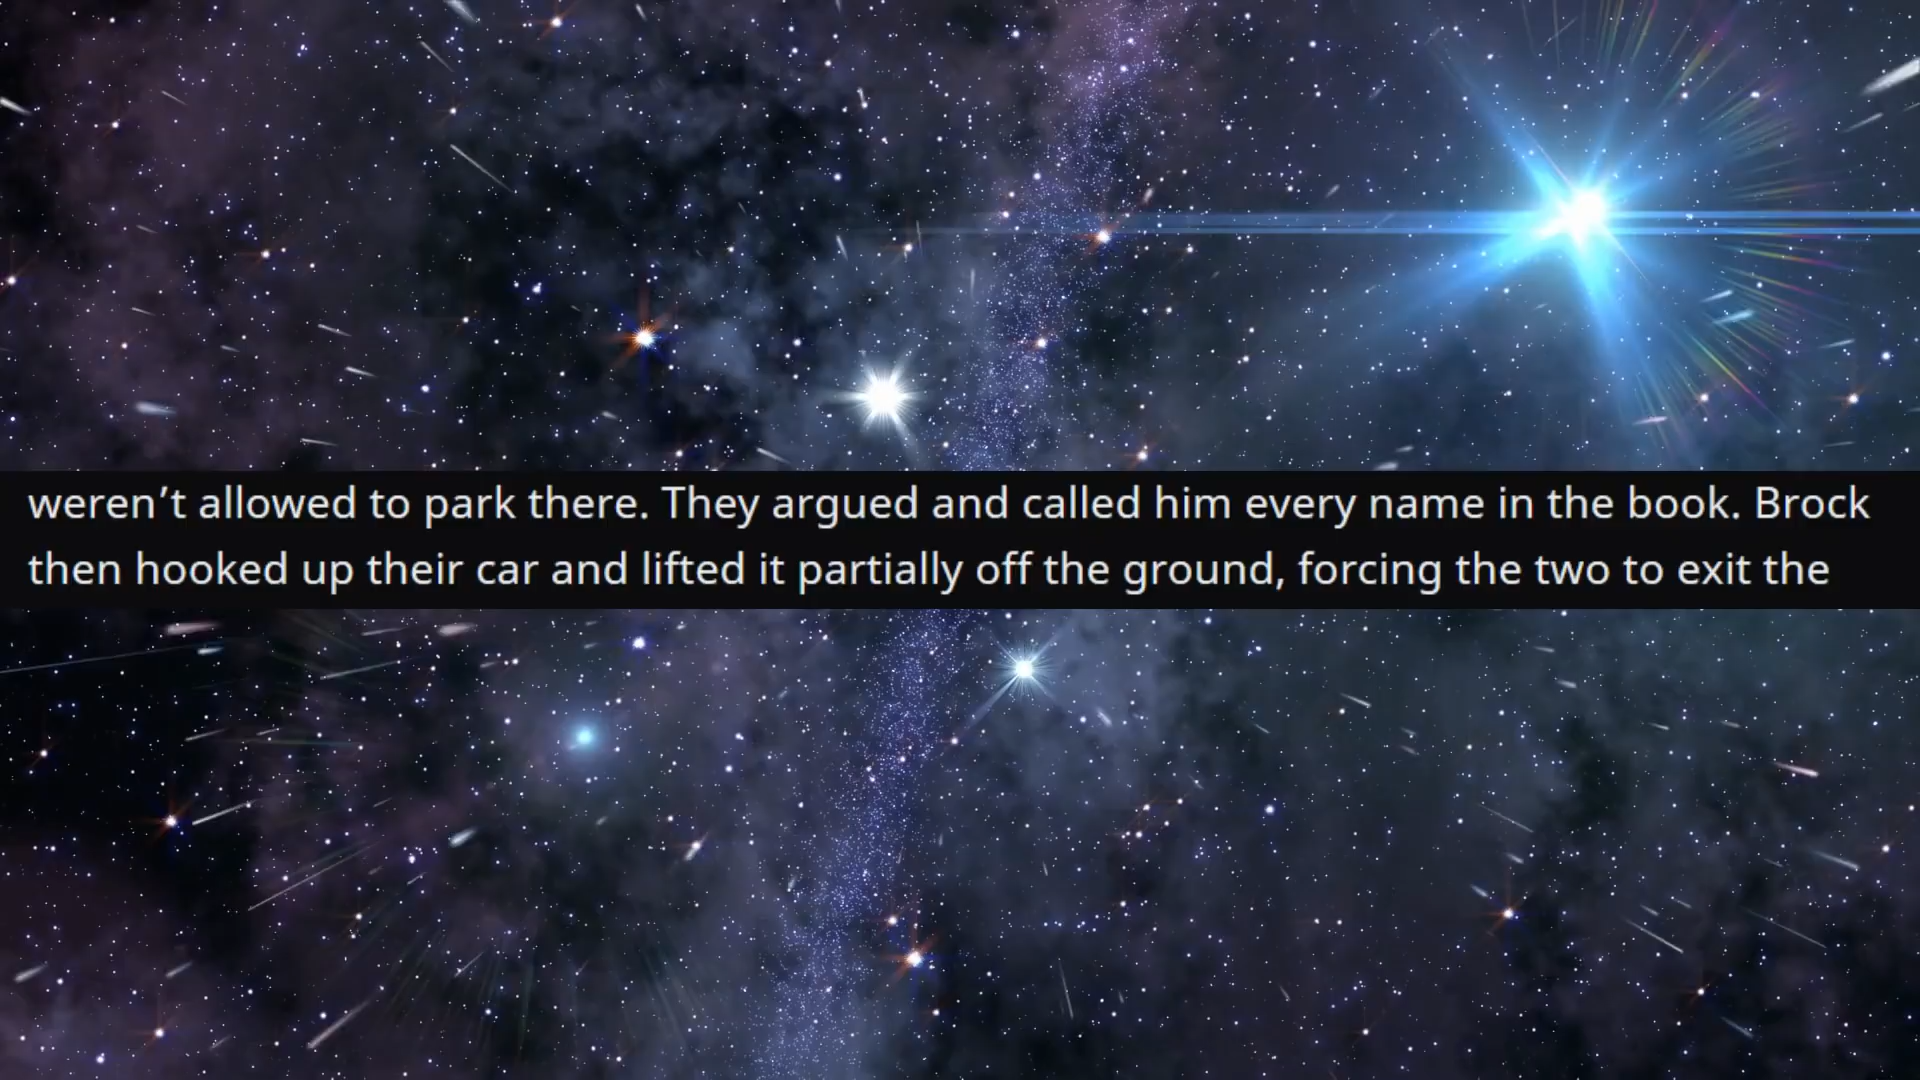 weren’t allowed to park there. They argued and called him every name in the book. Brock
then hooked up their car and lifted it partially off the ground, forcing the two to exit the